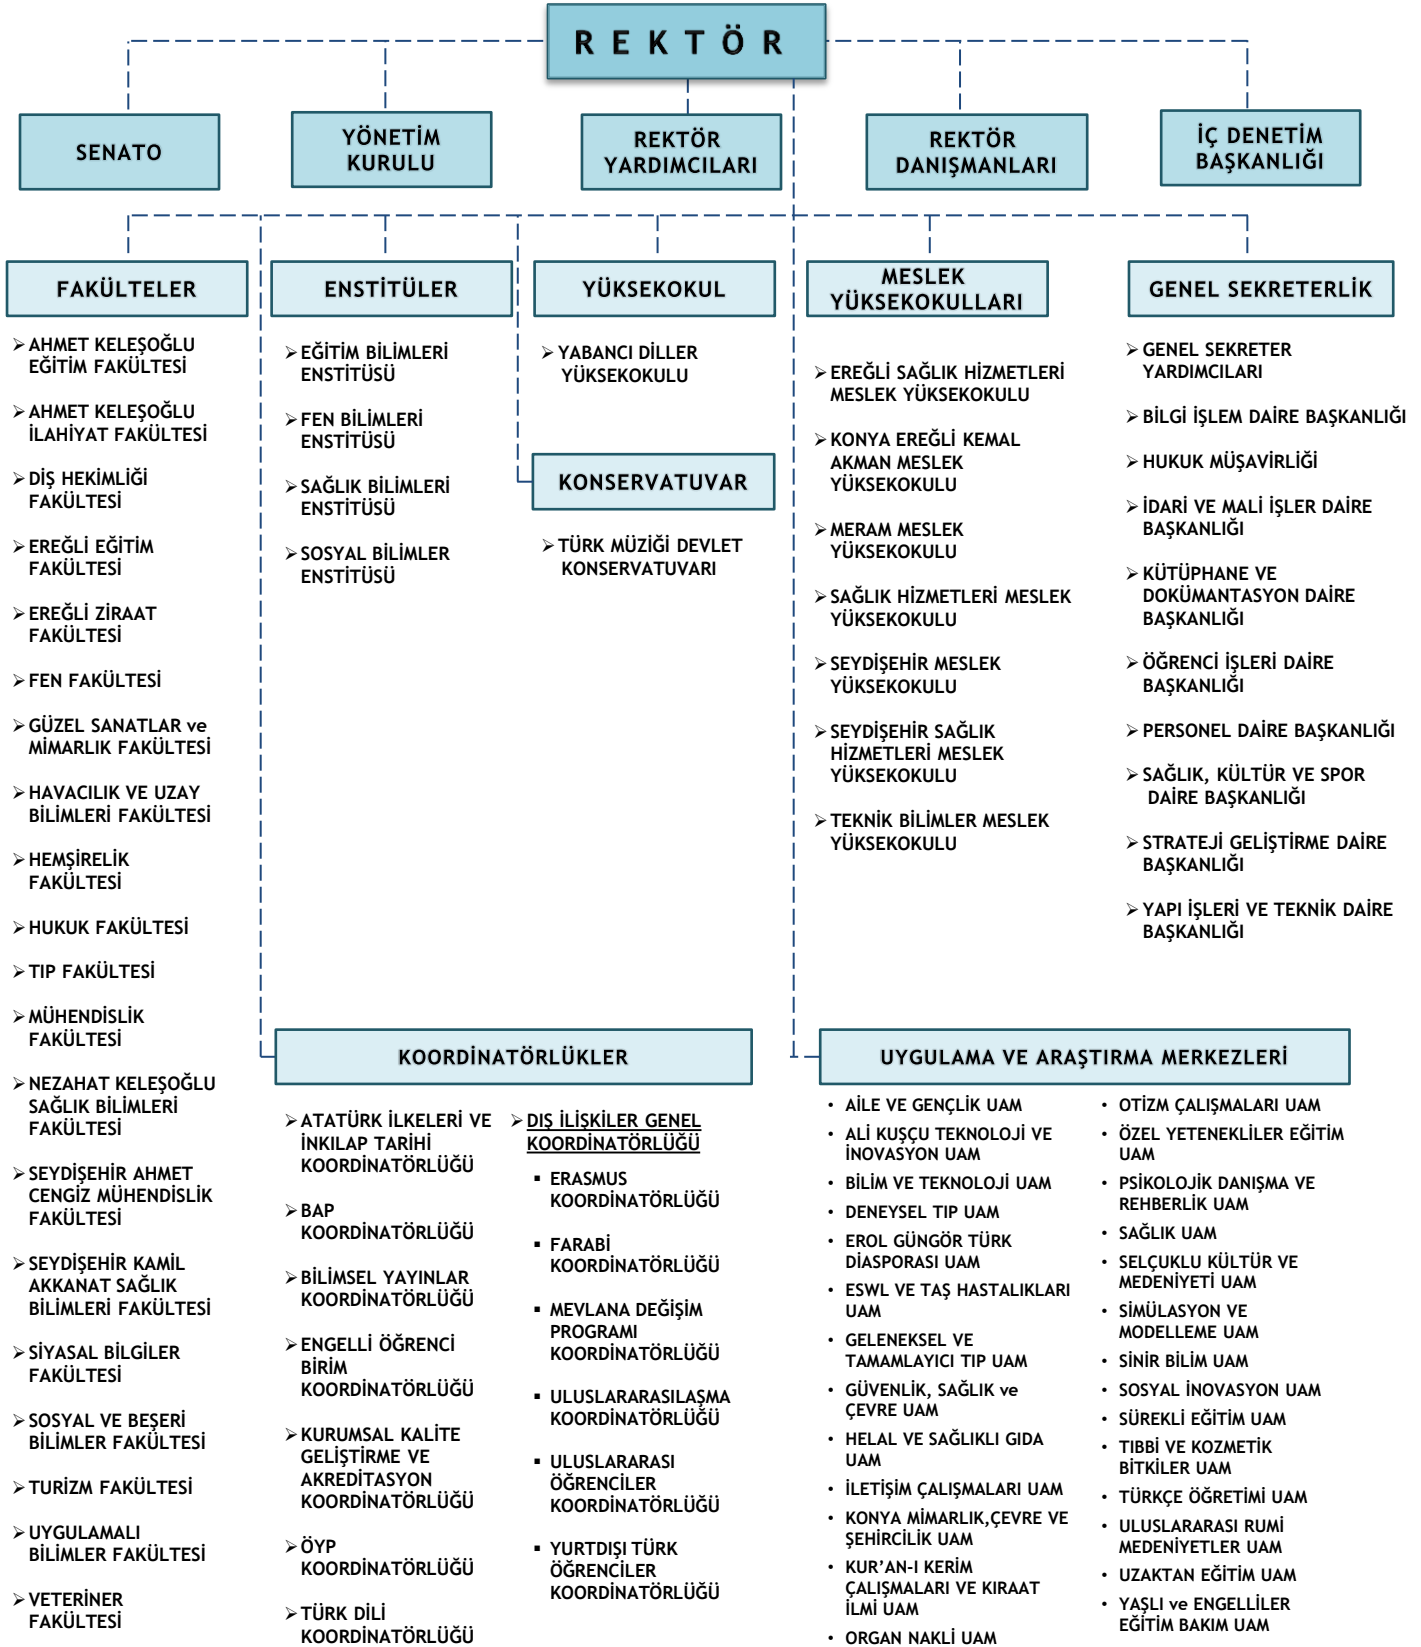 REKTÖR
SENATO
YÖNETİM
KURULU
REKTÖR
YARDIMCILARI
REKTÖR
DANIŞMANLARI
İÇ DENETİM
BAŞKANLIĞI
FAKÜLTELER
➢AHMET KELEŞOĞLU
EĞİTİM FAKÜLTESİ
➢AHMET KELEŞOĞLU
İLAHİYAT FAKÜLTESİ
➢DİŞ HEKİMLİĞİ
FAKÜLTESİ
➢EREĞLİ EĞİTİM
FAKÜLTESİ
➢EREĞLİ ZİRAAT
FAKÜLTESİ
➢FEN FAKÜLTESİ
➢GÜZEL SANATLAR ve
MİMARLIK FAKÜLTESİ
➢HAVACILIK VE UZAY
BİLİMLERİ FAKÜLTESİ
➢HEMŞİRELİK
FAKÜLTESİ
➢HUKUK FAKÜLTESİ
➢TIP FAKÜLTESİ
➢MÜHENDİSLİK
FAKÜLTESİ
➢NEZAHAT KELEŞOĞLU
SAĞLIK BİLİMLERİ
FAKÜLTESİ
➢SEYDİŞEHİR AHMET
CENGİZ MÜHENDİSLİK
FAKÜLTESİ
➢SEYDİŞEHİR KAMİL
AKKANAT SAĞLIK
BİLİMLERİ FAKÜLTESİ
➢SİYASAL BİLGİLER
FAKÜLTESİ
➢SOSYAL VE BEŞERİ
BİLİMLER FAKÜLTESİ
➢TURİZM FAKÜLTESİ
➢UYGULAMALI
BİLİMLER FAKÜLTESİ
➢VETERİNER
FAKÜLTESİ
ENSTİTÜLER
➢EĞİTİM BİLİMLERİ
ENSTİTÜSÜ
➢FEN BİLİMLERİ
ENSTİTÜSÜ
➢SAĞLIK BİLİMLERİ
ENSTİTÜSÜ
➢SOSYAL BİLİMLER
ENSTİTÜSÜ
YÜKSEKOKUL
➢YABANCI DİLLER
YÜKSEKOKULU
KONSERVATUVAR
➢TÜRK MÜZİĞİ DEVLET
KONSERVATUVARI
MESLEK
YÜKSEKOKULLARI
➢EREĞLİ SAĞLIK HİZMETLERİ
MESLEK YÜKSEKOKULU
➢KONYA EREĞLİ KEMAL
AKMAN MESLEK
YÜKSEKOKULU
➢MERAM MESLEK
YÜKSEKOKULU
➢SAĞLIK HİZMETLERİ MESLEK
YÜKSEKOKULU
➢SEYDİŞEHİR MESLEK
YÜKSEKOKULU
➢SEYDİŞEHİR SAĞLIK
HİZMETLERİ MESLEK
YÜKSEKOKULU
➢TEKNİK BİLİMLER MESLEK
YÜKSEKOKULU
GENEL SEKRETERLİK
➢GENEL SEKRETER
YARDIMCILARI
➢BİLGİ İŞLEM DAİRE BAŞKANLIĞI
➢HUKUK MÜŞAVİRLİĞİ
➢İDARİ VE MALİ İŞLER DAİRE
BAŞKANLIĞI
➢KÜTÜPHANE VE
DOKÜMANTASYON DAİRE
BAŞKANLIĞI
➢ÖĞRENCİ İŞLERİ DAİRE
BAŞKANLIĞI
➢PERSONEL DAİRE BAŞKANLIĞI
➢SAĞLIK, KÜLTÜR VE SPOR
DAİRE BAŞKANLIĞI
➢STRATEJİ GELİŞTİRME DAİRE
BAŞKANLIĞI
➢YAPI İŞLERİ VE TEKNİK DAİRE
BAŞKANLIĞI
KOORDİNATÖRLÜKLER
➢ATATÜRK İLKELERİ VE
İNKILAP TARİHİ
KOORDİNATÖRLÜĞÜ
➢BAP
KOORDİNATÖRLÜĞÜ
➢BİLİMSEL YAYINLAR
KOORDİNATÖRLÜĞÜ
➢ENGELLİ ÖĞRENCİ
BİRİM
KOORDİNATÖRLÜĞÜ
➢KURUMSAL KALİTE
GELİŞTİRME VE
AKREDİTASYON
KOORDİNATÖRLÜĞÜ
➢ÖYP
KOORDİNATÖRLÜĞÜ
➢TÜRK DİLİ
KOORDİNATÖRLÜĞÜ
➢DIŞ İLİŞKİLER GENEL
KOORDİNATÖRLÜĞÜ
▪ ERASMUS
KOORDİNATÖRLÜĞÜ
▪ FARABİ
KOORDİNATÖRLÜĞÜ
▪ MEVLANA DEĞİŞİM
PROGRAMI
KOORDİNATÖRLÜĞÜ
▪ ULUSLARARASILAŞMA
KOORDİNATÖRLÜĞÜ
▪ ULUSLARARASI
ÖĞRENCİLER
KOORDİNATÖRLÜĞÜ
▪ YURTDIŞI TÜRK
ÖĞRENCİLER
KOORDİNATÖRLÜĞÜ
UYGULAMA VE ARAŞTIRMA MERKEZLERİ
• AİLE VE GENÇLİK UAM
• ALİ KUŞÇU TEKNOLOJİ VE
İNOVASYON UAM
• BİLİM VE TEKNOLOJİ UAM
• DENEYSEL TIP UAM
• EROL GÜNGÖR TÜRK
DİASPORASI UAM
• ESWL VE TAŞ HASTALIKLARI
UAM
• GELENEKSEL VE
TAMAMLAYICI TIP UAM
• GÜVENLİK, SAĞLIK ve
ÇEVRE UAM
• HELAL VE SAĞLIKLI GIDA
UAM
• İLETİŞİM ÇALIŞMALARI UAM
• KONYA MİMARLIK,ÇEVRE VE
ŞEHİRCİLİK UAM
• KUR’AN-I KERİM
ÇALIŞMALARI VE KIRAAT
İLMİ UAM
• ORGAN NAKLİ UAM
• OTİZM ÇALIŞMALARI UAM
• ÖZEL YETENEKLİLER EĞİTİM
UAM
• PSİKOLOJİK DANIŞMA VE
REHBERLİK UAM
• SAĞLIK UAM
• SELÇUKLU KÜLTÜR VE
MEDENİYETİ UAM
• SİMÜLASYON VE
MODELLEME UAM
• SİNİR BİLİM UAM
• SOSYAL İNOVASYON UAM
• SÜREKLİ EĞİTİM UAM
• TIBBİ VE KOZMETİK
BİTKİLER UAM
• TÜRKÇE ÖĞRETİMİ UAM
• ULUSLARARASI RUMİ
MEDENİYETLER UAM
• UZAKTAN EĞİTİM UAM
• YAŞLI ve ENGELLİLER
EĞİTİM BAKIM UAM